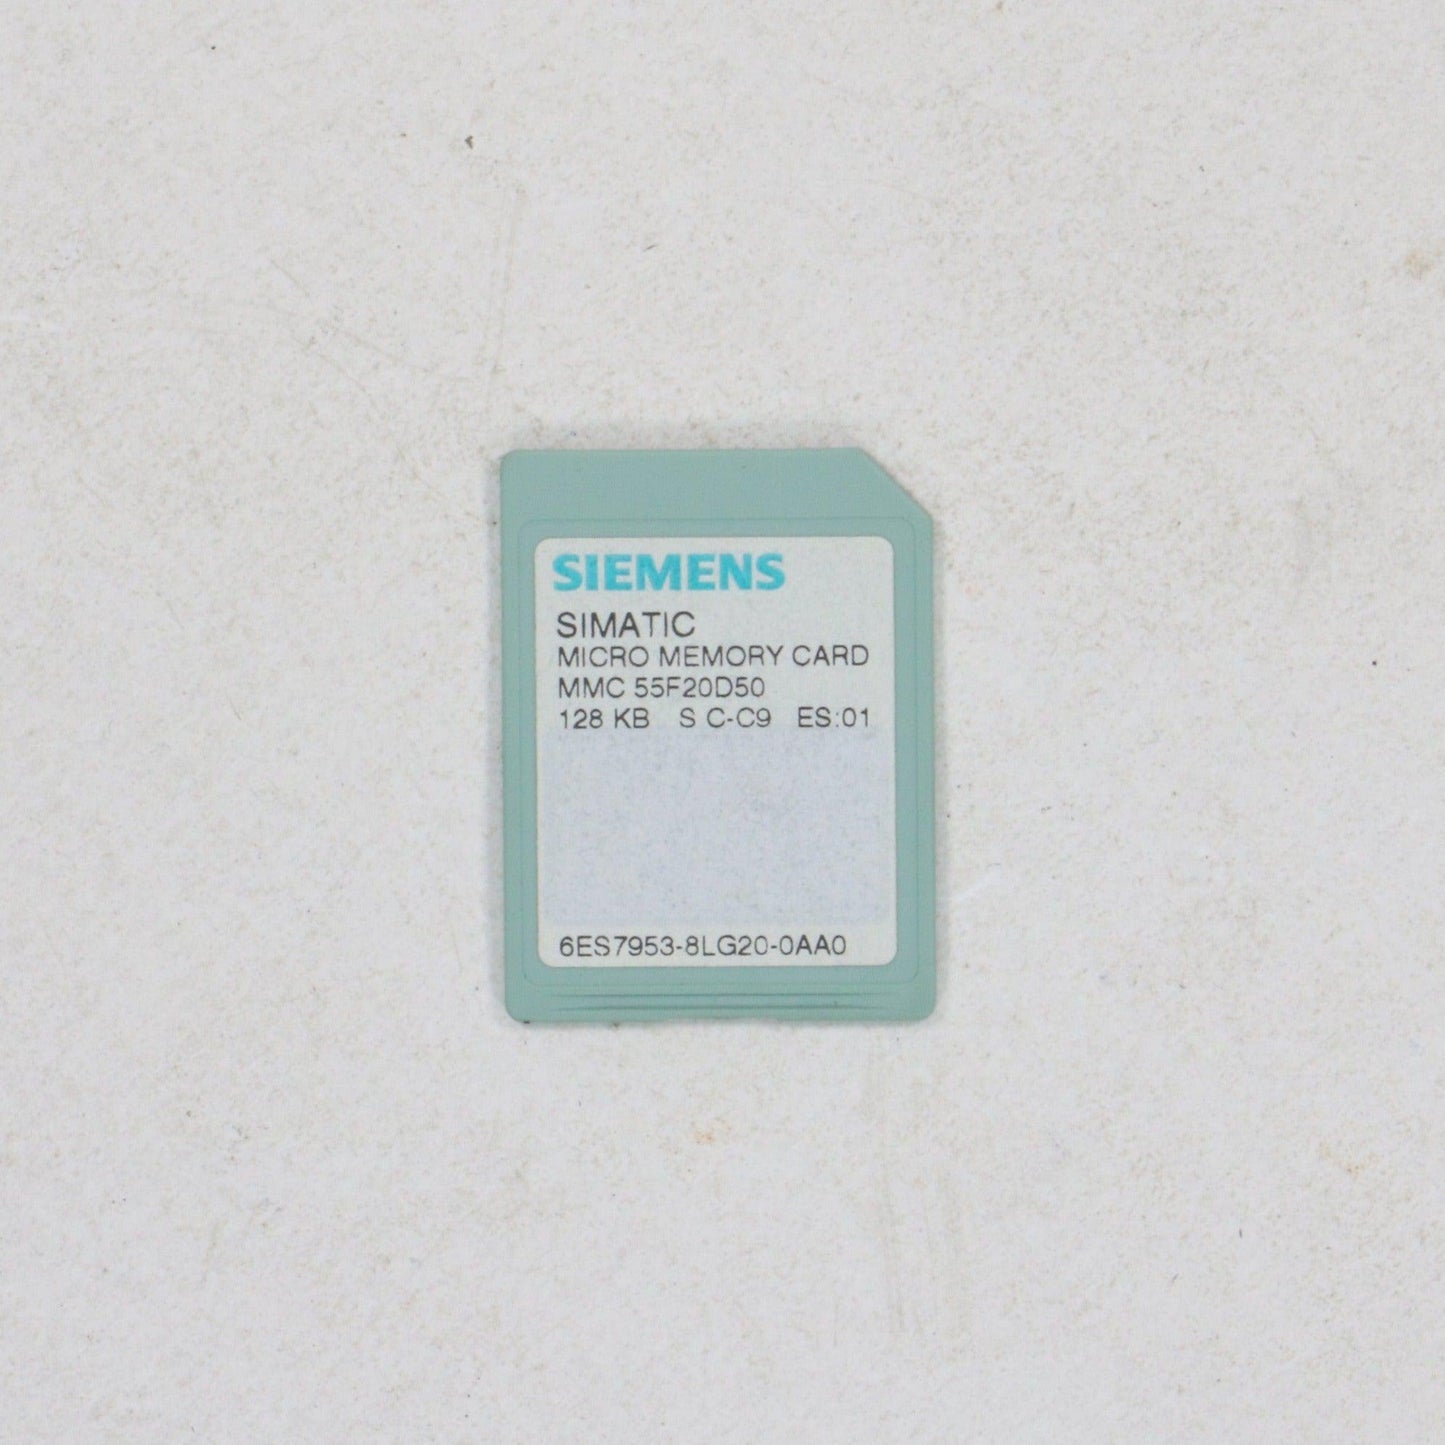 SIEMENS
SIMATIC
MICRO MEMORY CARD
MMC 55F20D50
128 KB S C-C9 ES:01
6ES7953-8LG20-0AA0